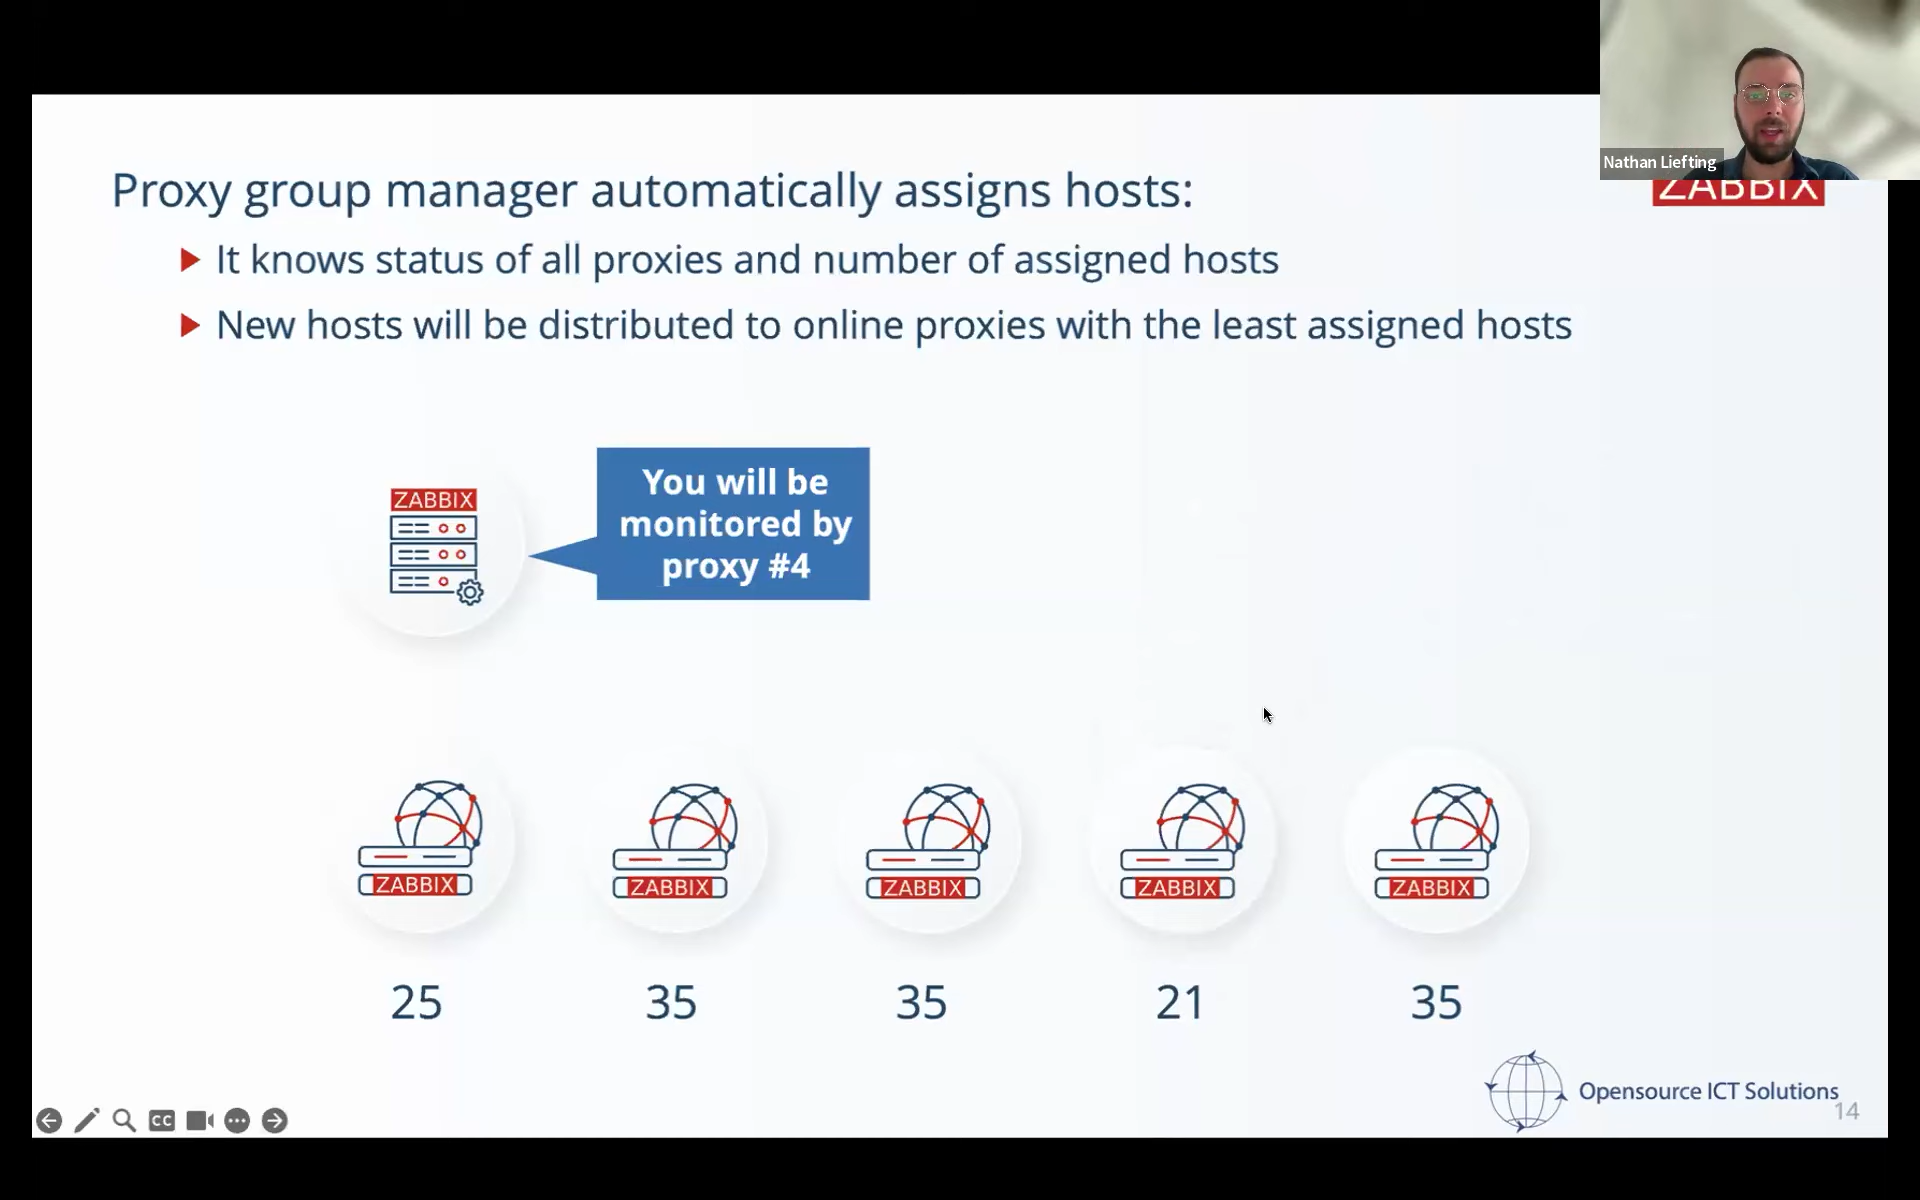 Nathan Liefting
ZABBIX
Proxy group manager automatically assigns hosts:
It knows status of all proxies and number of assigned hosts
New hosts will be distributed to online proxies with the least assigned hosts
ZABBIX
You will be
monitored by
proxy #4
ZABBIX
ZABBIX
ZABBIX
ZABBIX
ZABBIX
25
35
35
21
35
Opensource ICT Solutions
14
CC